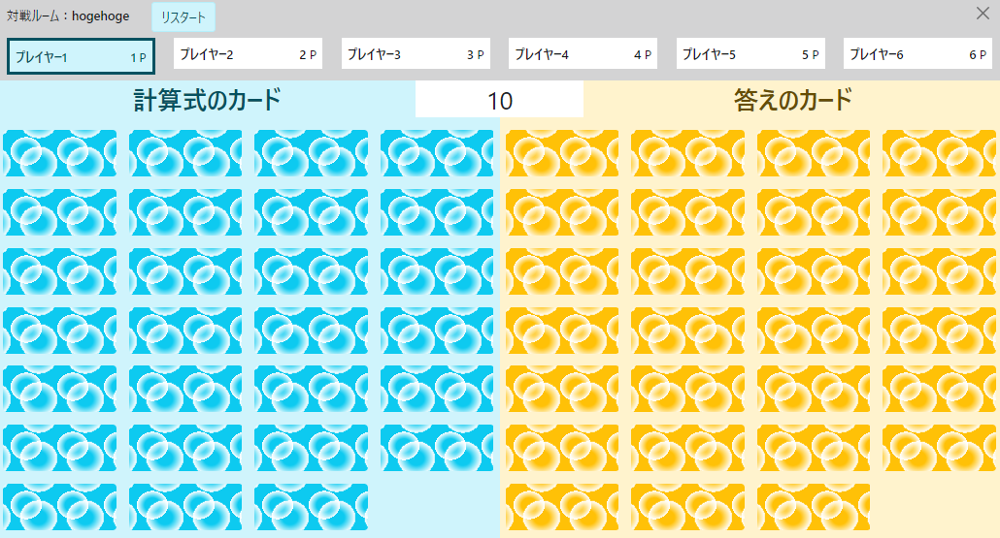 対戦ルーム：hogehoge リスタート
プレイヤー1 1 P プレイヤー2 2 P プレイヤー3 3 P プレイヤー4 4 P プレイヤー5 5 P プレイヤー6 6 P
計算式のカード 10 答えのカード